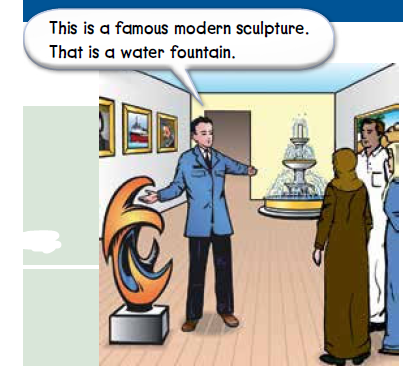 This is a famous modern sculpture.
That is a water fountain.